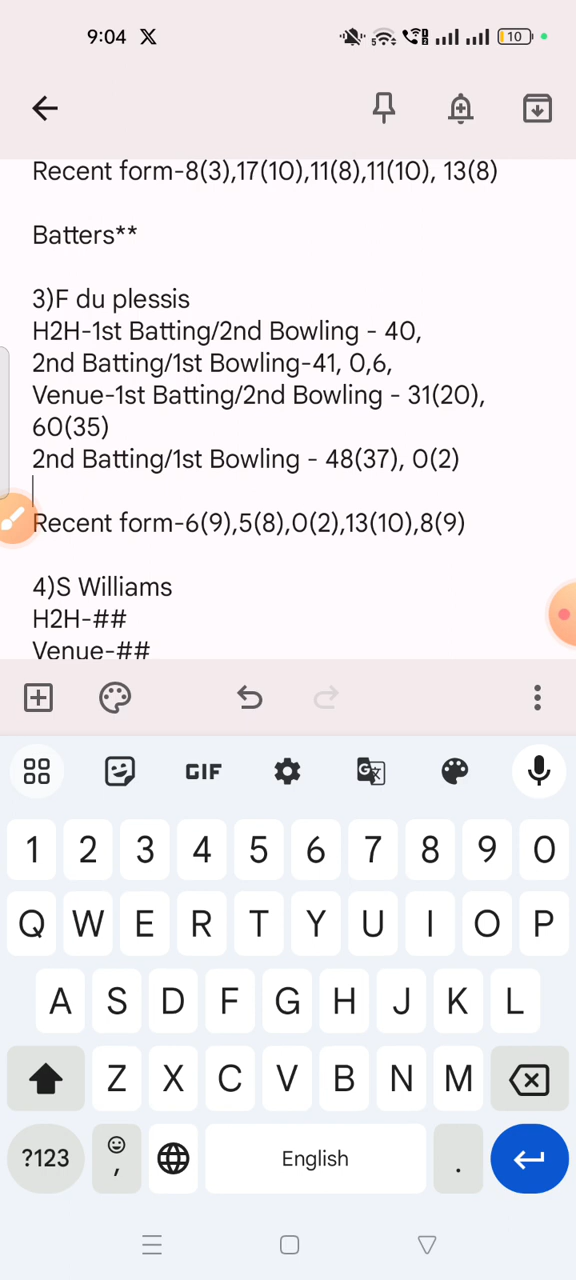 9:04 X
5 10
Recent form-8(3),17(10),11(8),11(10), 13(8)
Batters**
3)F du plessis
H2H-1st Batting/2nd Bowling - 40,
2nd Batting/1st Bowling-41, 0,6,
Venue-1st Batting/2nd Bowling - 31(20),
60(35)
2nd Batting/1st Bowling - 48(37), 0(2)
Recent form-6(9),5(8),0(2),13(10),8(9)
4)S Williams
H2H-##
Venue-##
GIF
1 2 3 4 5 6 7 8 9 0
Q W E R T Y U I O P
A S D F G H J K L
Z X C V B N M
?123 , English .